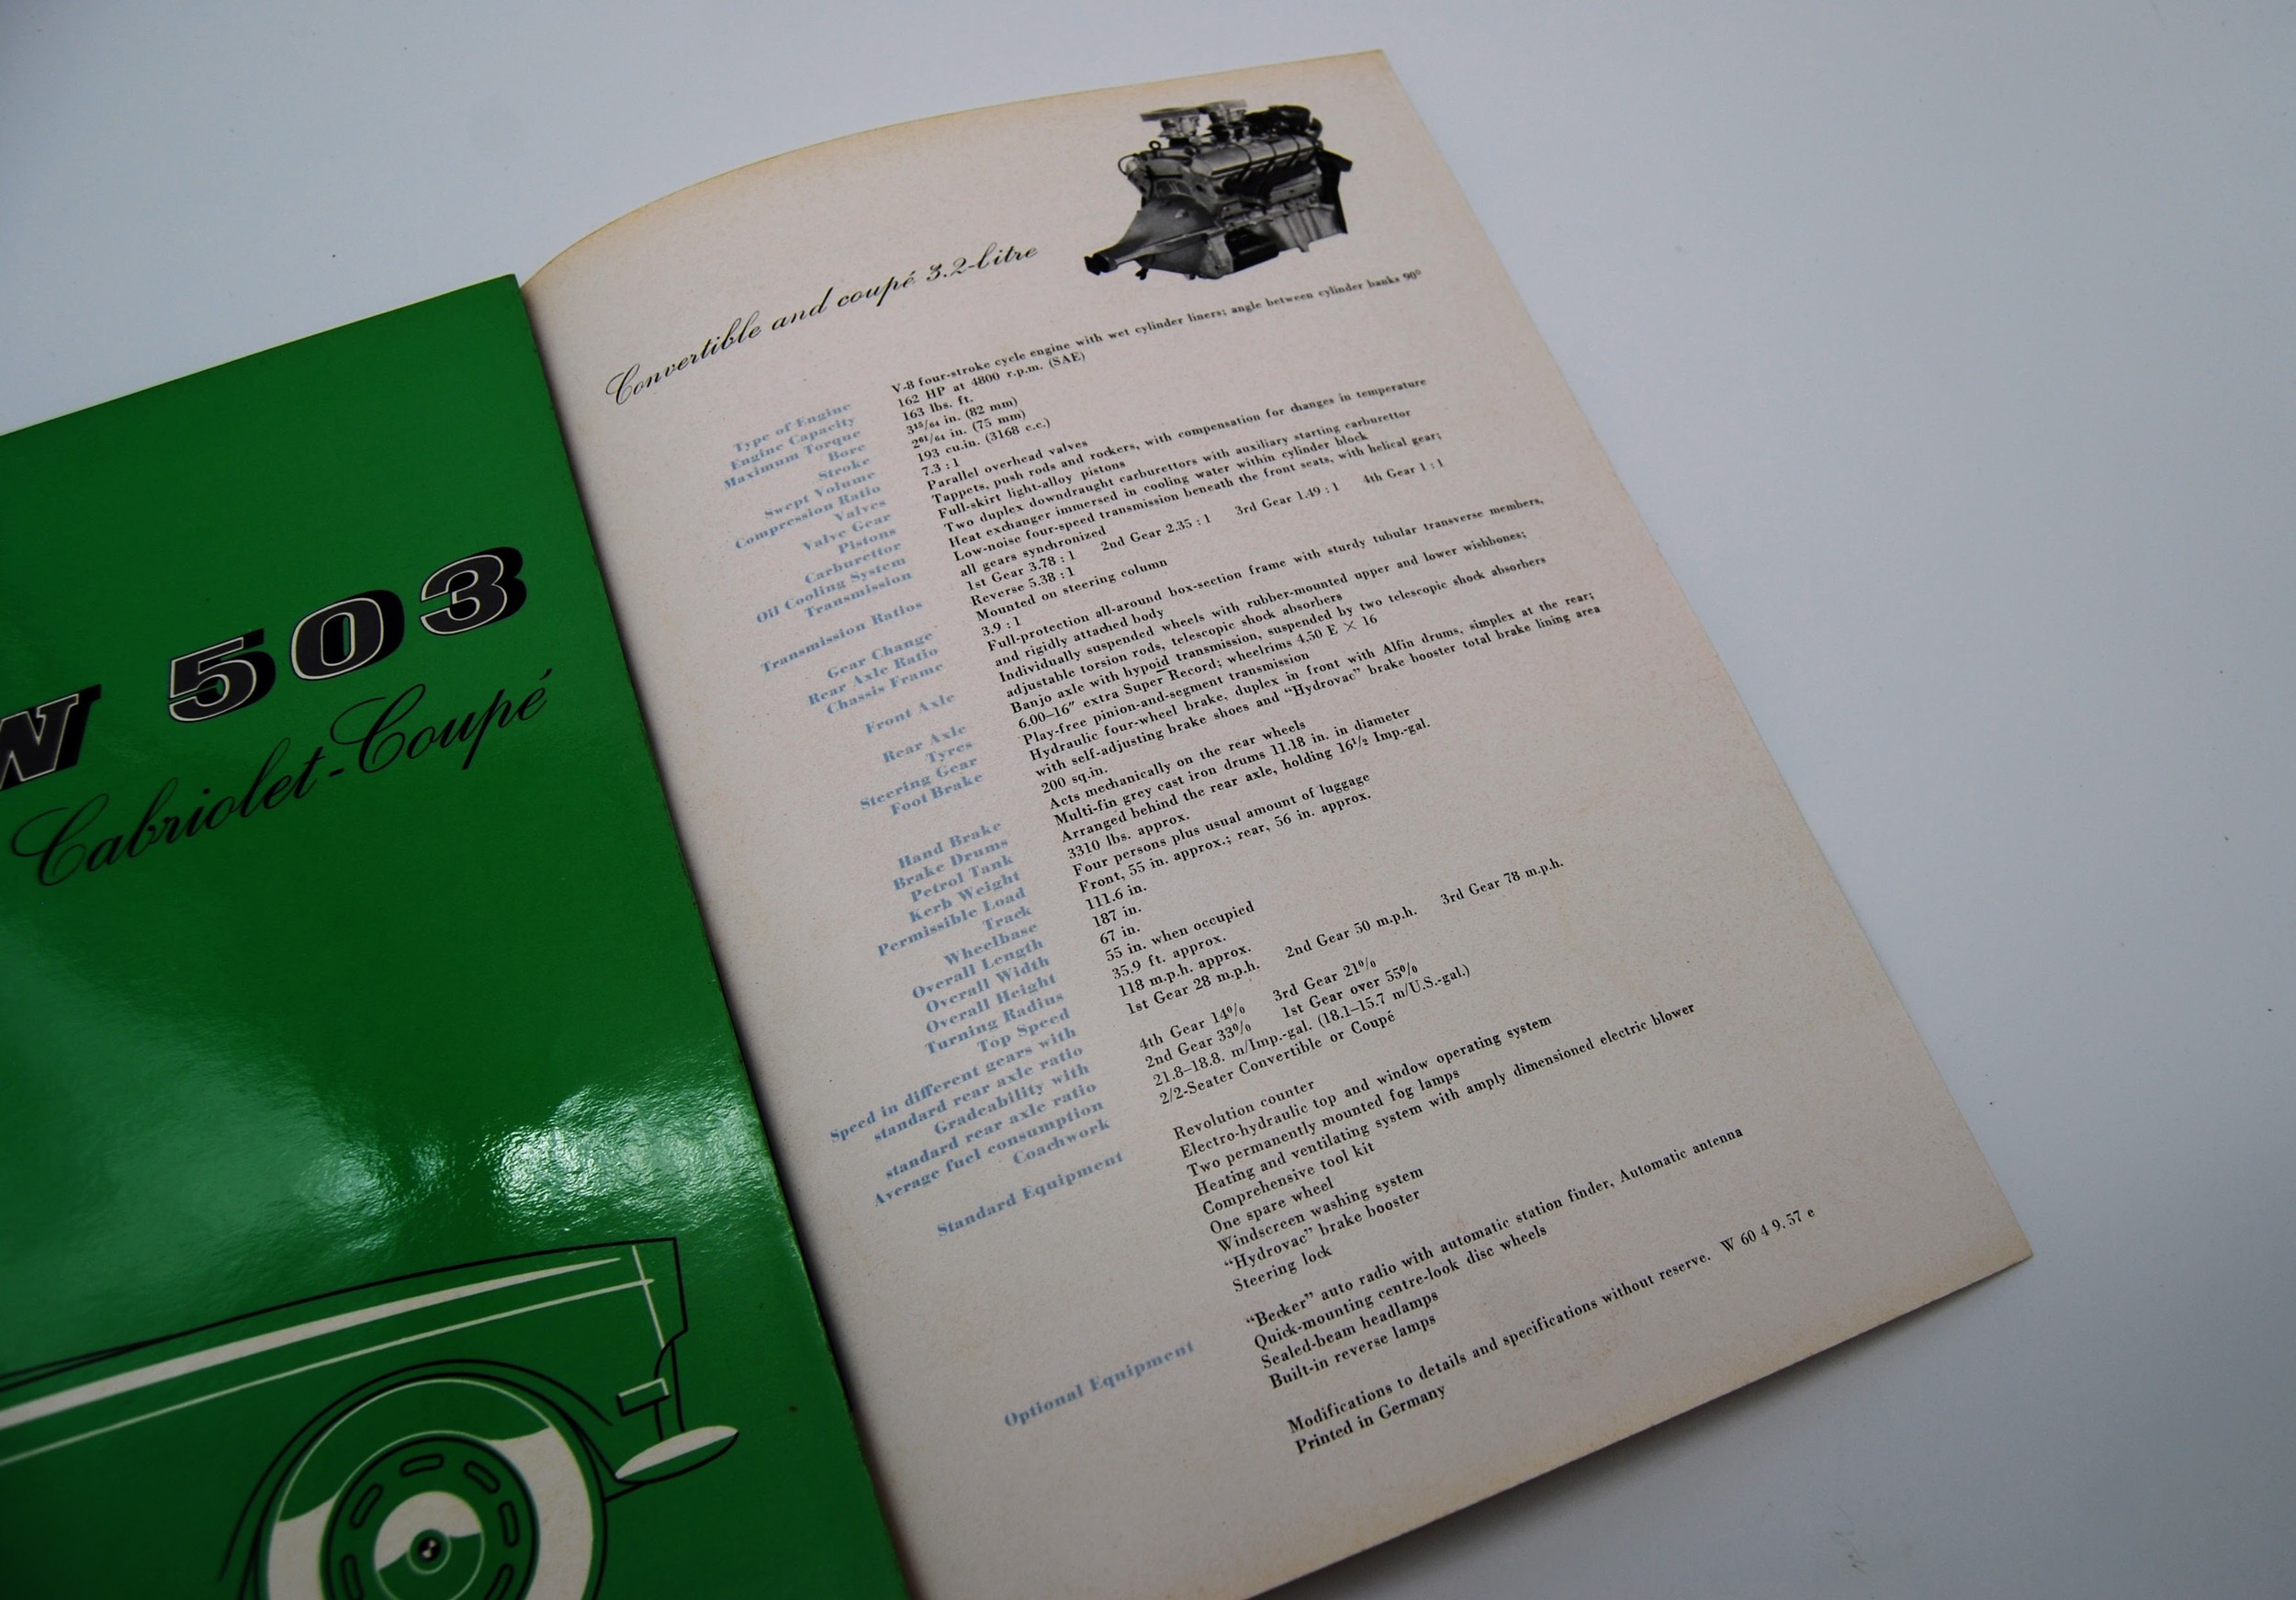 W 503
Cabriolet-Coupé
Convertible and coupé 3.2-litre
Type of Engine V-8 four-stroke cycle engine with wet cylinder liners; angle between cylinder banks 90°
Engine Capacity 162 HP at 4800 r.p.m. (SAE)
Maximum Torque 163 lbs. ft.
Bore 3 15/64 in. (82 mm)
Stroke 2 61/64 in. (75 mm)
Swept Volume 193 cu.in. (3168 c.c.)
Compression Ratio 7.3 : 1
Valves Parallel overhead valves
Valve Gear Tappets, push rods and rockers, with compensation for changes in temperature
Pistons Full-skirt light-alloy pistons
Carburettor Two duplex downdraught carburettors with auxiliary starting carburettor
Oil Cooling System Heat exchanger immersed in cooling water within cylinder block
Transmission Low-noise four-speed transmission beneath the front seats, with helical gear;
all gears synchronized
Transmission Ratios 1st Gear 3.78 : 1 2nd Gear 2.35 : 1 3rd Gear 1.49 : 1 4th Gear 1 : 1
Reverse 5.38 : 1
Gear Change Mounted on steering column
Rear Axle Ratio 3.9 : 1
Chassis Frame Full-protection all-around box-section frame with sturdy tubular transverse members,
and rigidly attached body
Front Axle Individually suspended wheels with rubber-mounted upper and lower wishbones;
adjustable torsion rods, telescopic shock absorbers
Rear Axle Banjo axle with hypoid transmission, suspended by two telescopic shock absorbers
Tyres 6.00–16″ extra Super Record; wheelrims 4,50 E × 16
Steering Gear Play-free pinion-and-segment transmission
Foot Brake Hydraulic four-wheel brake, duplex in front with Alfin drums, simplex at the rear;
with self-adjusting brake shoes and “Hydrovac” brake booster total brake lining area
200 sq.in.
Hand Brake Acts mechanically on the rear wheels
Brake Drums Multi-fin grey cast iron drums 11.18 in. in diameter
Petrol Tank Arranged behind the rear axle, holding 16 1/2 Imp.-gal.
Kerb Weight 3310 lbs. approx.
Permissible Load Four persons plus usual amount of luggage
Track Front, 55 in. approx.; rear, 56 in. approx.
Wheelbase 111.6 in.
Overall Length 187 in.
Overall Width 67 in.
Overall Height 55 in. when occupied
Turning Radius 35.9 ft. approx.
Top Speed 118 m.p.h. approx.
Speed in different gears with 1st Gear 28 m.p.h. 2nd Gear 50 m.p.h. 3rd Gear 78 m.p.h.
standard rear axle ratio
Gradeability with 4th Gear 14% 3rd Gear 21%
standard rear axle ratio 2nd Gear 33% 1st Gear over 55%
Average fuel consumption 21.8–18.8. m/Imp.-gal. (18.1–15.7 m/U.S.-gal.)
Coachwork 2/2-Seater Convertible or Coupé
Standard Equipment Revolution counter
Electro-hydraulic top and window operating system
Two permanently mounted fog lamps
Heating and ventilating system with amply dimensioned electric blower
Comprehensive tool kit
One spare wheel
Windscreen washing system
“Hydrovac” brake booster
Steering lock
Optional Equipment “Becker” auto radio with automatic station finder, Automatic antenna
Quick-mounting centre-look disc wheels
Sealed-beam headlamps
Built-in reverse lamps
Modifications to details and specifications without reserve. W 60 4 9. 57 e
Printed in Germany